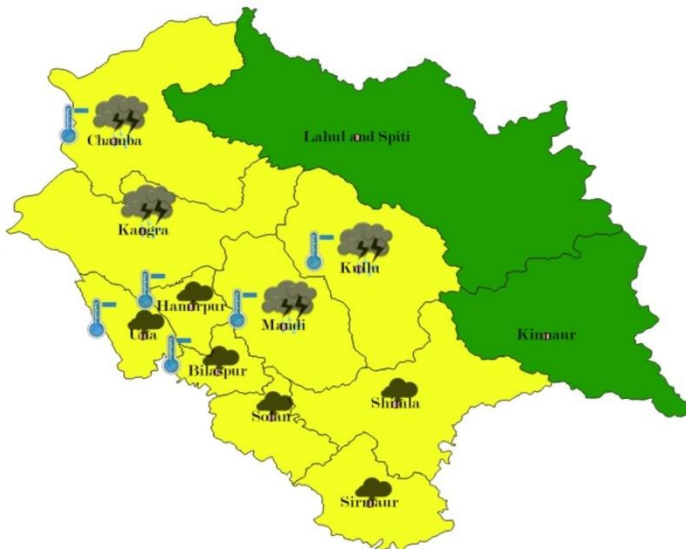 Chamba
Lahul and Spiti
Kangra
Kullu
Hamirpur
Una
Mandi
Kinnaur
Bilaspur
Solan
Shimla
Sirmaur